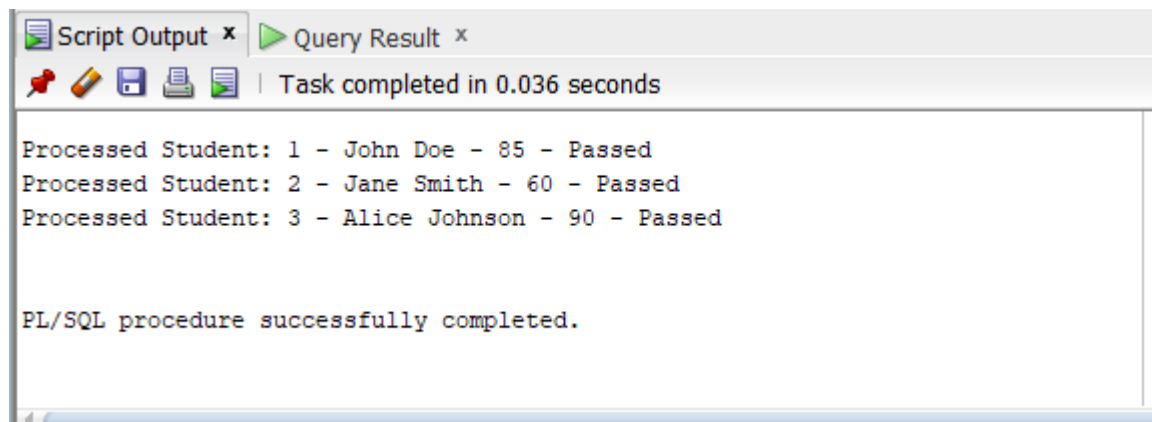 Script Output x Query Result x
Task completed in 0.036 seconds
Processed Student: 1 - John Doe - 85 - Passed
Processed Student: 2 - Jane Smith - 60 - Passed
Processed Student: 3 - Alice Johnson - 90 - Passed
PL/SQL procedure successfully completed.